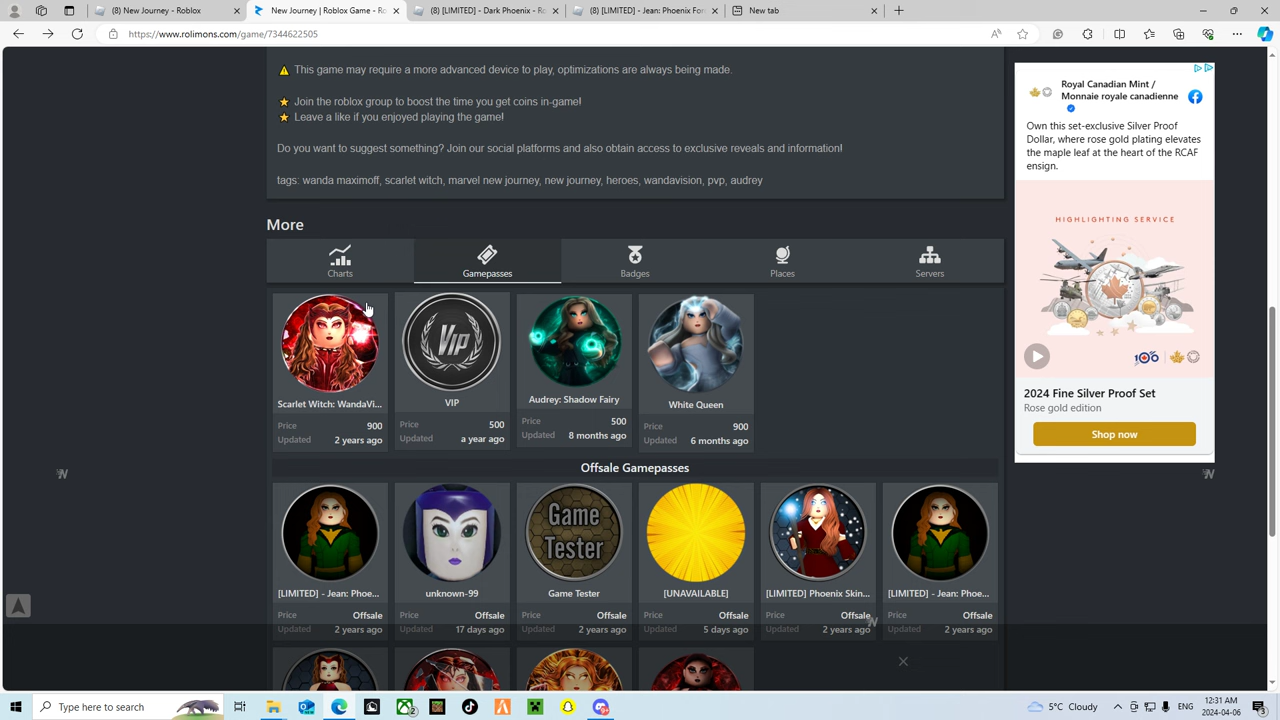 (8) New Journey - Roblox
New Journey | Roblox Game - Ro
(8) [LIMITED] - Dark Phoenix - Ro
(8) [LIMITED] - Jean: Phoenix For
New tab
https://www.rolimons.com/game/7344622505
This game may require a more advanced device to play, optimizations are always being made.
Join the roblox group to boost the time you get coins in-game!
Leave a like if you enjoyed playing the game!
Do you want to suggest something? Join our social platforms and also obtain access to exclusive reveals and information!
tags: wanda maximoff, scarlet witch, marvel new journey, new journey, heroes, wandavision, pvp, audrey
More
Charts
Gamepasses
Badges
Places
Servers
VIP
Scarlet Witch: WandaVi...
Price 900
Updated 2 years ago
VIP
Price 500
Updated a year ago
Audrey: Shadow Fairy
Price 500
Updated 8 months ago
White Queen
Price 900
Updated 6 months ago
Offsale Gamepasses
[LIMITED] - Jean: Phoe...
Price Offsale
Updated 2 years ago
unknown-99
Price Offsale
Updated 17 days ago
Game
Tester
Game Tester
Price Offsale
Updated 2 years ago
[UNAVAILABLE]
Price Offsale
Updated 5 days ago
[LIMITED] Phoenix Skin...
Price Offsale
Updated 2 years ago
[LIMITED] - Jean: Phoe...
Price Offsale
Updated 2 years ago
Royal Canadian Mint /
Monnaie royale canadienne
Own this set-exclusive Silver Proof
Dollar, where rose gold plating elevates
the maple leaf at the heart of the RCAF
ensign.
HIGHLIGHTING SERVICE
100
2024 Fine Silver Proof Set
Rose gold edition
Shop now
Type here to search
2
5°C Cloudy
ENG
12:31 AM
2024-04-06
3